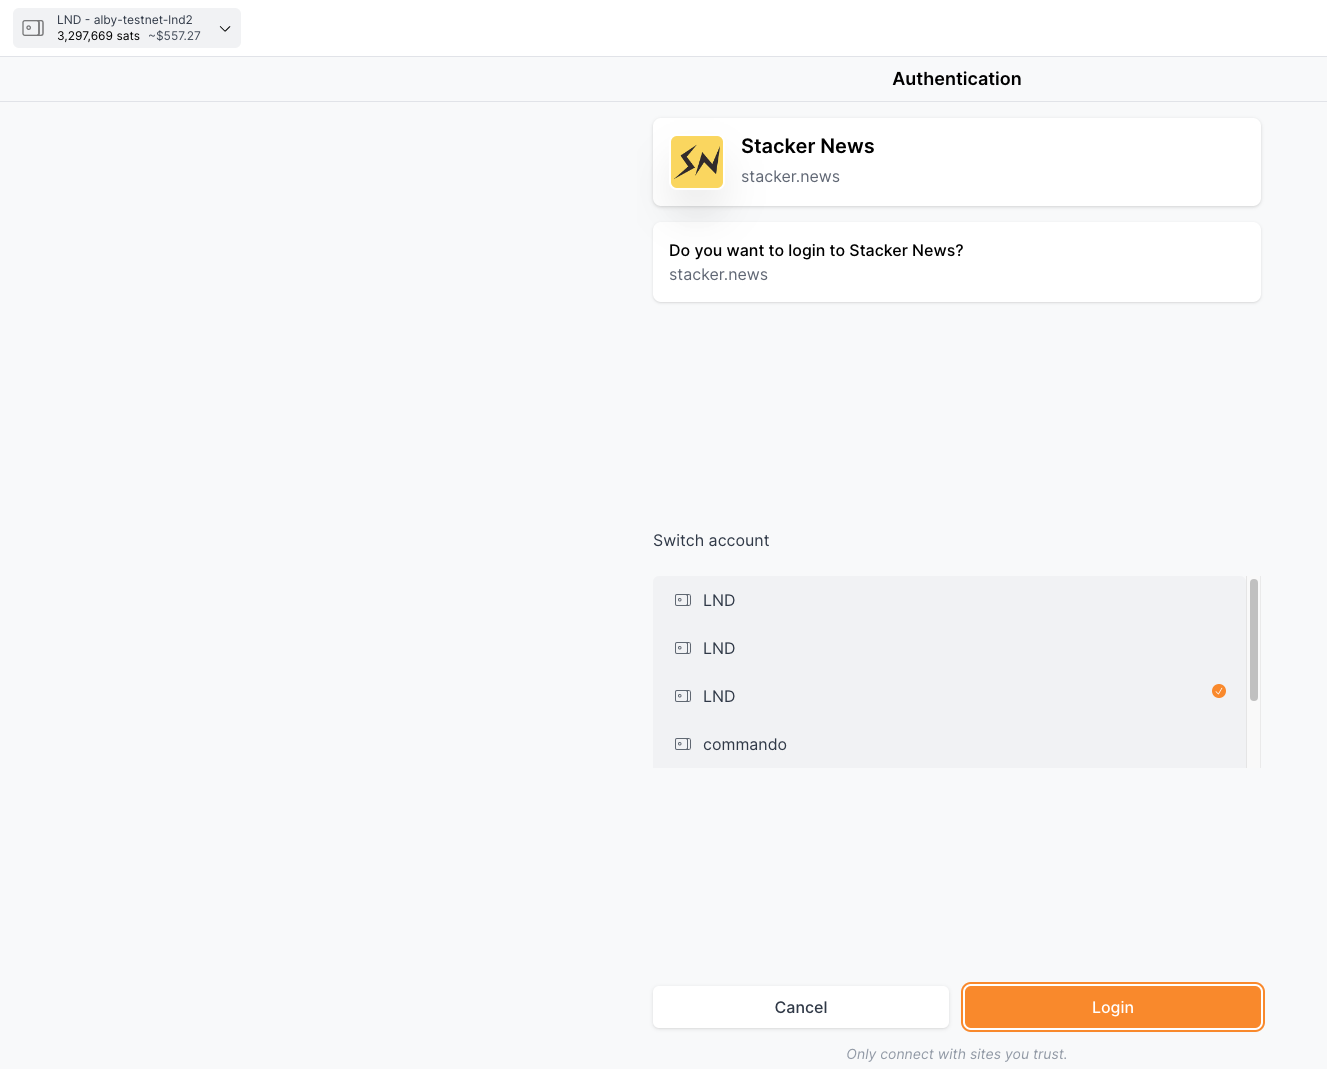 LND - alby-testnet-lnd2
3,297,669 sats ~$557.27
Authentication
SN
Stacker News
stacker.news
Do you want to login to Stacker News?
stacker.news
Switch account
LND
LND
LND
commando
Cancel
Login
Only connect with sites you trust.